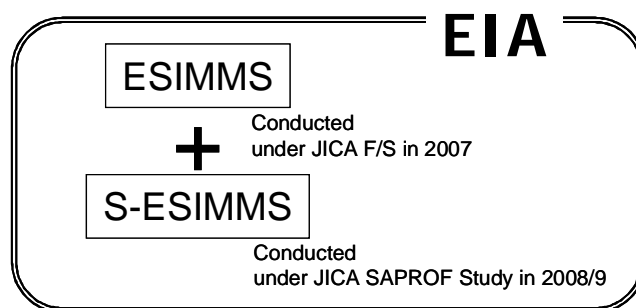 EIA
ESIMMS
Conducted
under JICA F/S in 2007
+
S-ESIMMS
Conducted
under JICA SAPROF Study in 2008/9